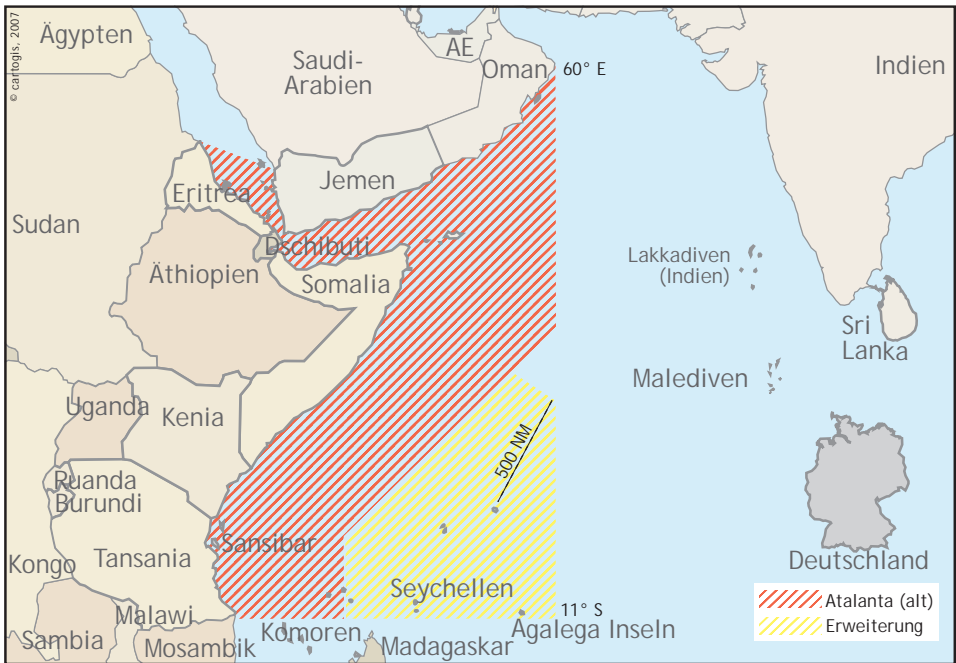 © cartogis, 2007
Ägypten
Saudi-
Arabien
AE
Oman
60° E
Indien
Eritrea
Jemen
Sudan
Dschibuti
Äthiopien
Somalia
Lakkadiven
(Indien)
Sri
Lanka
Malediven
Uganda
Kenia
500 NM
Ruanda
Burundi
Sansibar
Kongo
Tansania
Deutschland
Seychellen
11° S
Malawi
Agalega Inseln
Komoren
Sambia
Mosambik
Madagaskar
Atalanta (alt)
Erweiterung